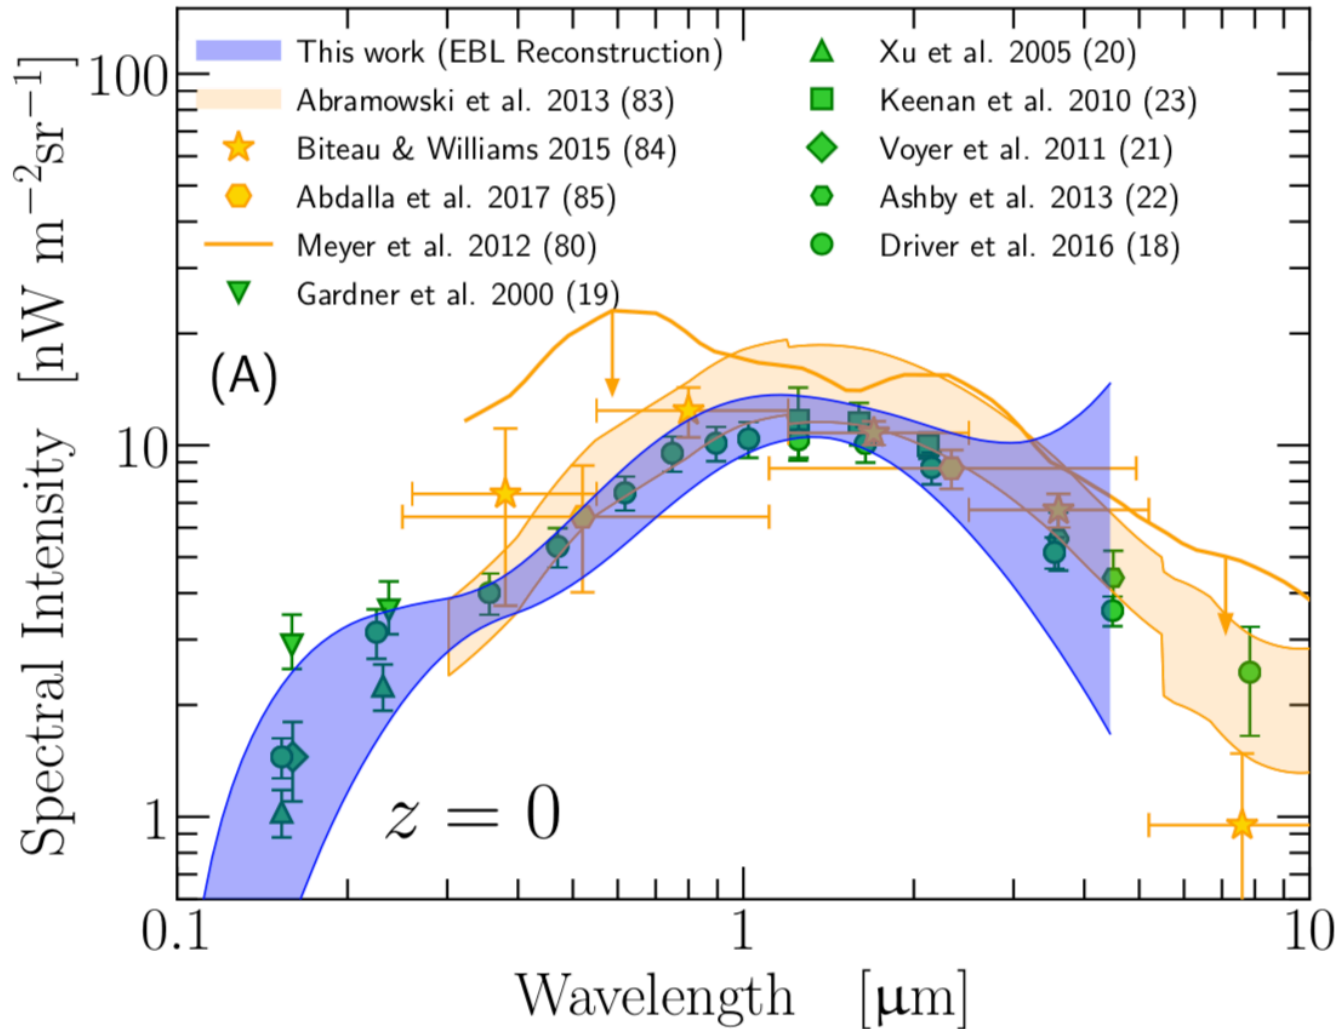 Spectral Intensity [nW m⁻²sr⁻¹]
100
10
1
This work (EBL Reconstruction)
Abramowski et al. 2013 (83)
Biteau & Williams 2015 (84)
Abdalla et al. 2017 (85)
Meyer et al. 2012 (80)
Gardner et al. 2000 (19)
Xu et al. 2005 (20)
Keenan et al. 2010 (23)
Voyer et al. 2011 (21)
Ashby et al. 2013 (22)
Driver et al. 2016 (18)
(A)
z = 0
0.1 1 10
Wavelength [μm]